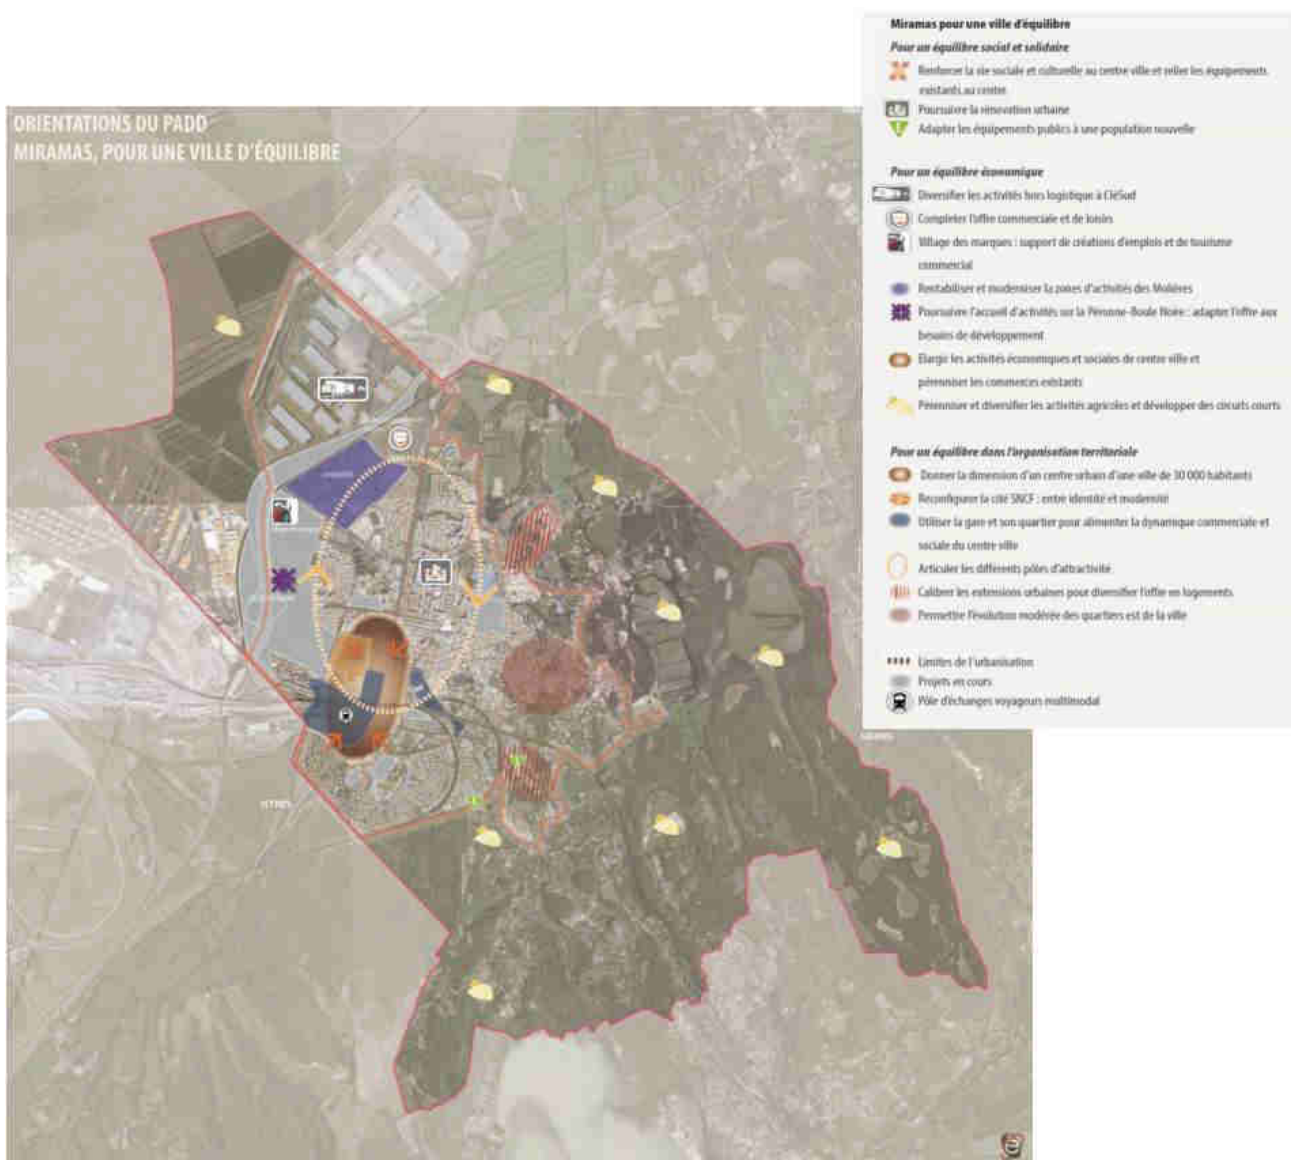 ORIENTATIONS DU PADD
MIRAMAS, POUR UNE VILLE D'ÉQUILIBRE
Miramas pour une ville d'équilibre
Pour un équilibre social et solidaire
Renforcer la vie sociale et culturelle au centre ville et relier les équipements
existants au centre
Poursuivre la rénovation urbaine
Adapter les équipements publics à une population nouvelle
Pour un équilibre économique
Diversifier les activités hors logistique à CléSud
Completer l'offre commerciale et de loisirs
Village des marques : support de créations d'emplois et de tourisme
commercial
Rentabiliser et moderniser la zones d'activités des Molières
Poursuivre l'accueil d'activités sur la Péronne-Boule Noire : adapter l'offre aux
besoins de développement
Elargir les activités économiques et sociales de centre ville et
pérenniser les commerces existants
Pérenniser et diversifier les activités agricoles et développer des circuits courts
Pour un équilibre dans l'organisation territoriale
Donner la dimension d'un centre urbain d'une ville de 30 000 habitants
Reconfigurer la cité SNCF : entre identité et modernité
Utiliser la gare et son quartier pour alimenter la dynamique commerciale et
sociale du centre ville
Articuler les différents pôles d'attractivité
Calibrer les extensions urbaines pour diversifier l'offre en logements
Permettre l'évolution modérée des quartiers est de la ville
Limites de l'urbanisation
Projets en cours
Pôle d'échanges voyageurs multimodal
ISTRES